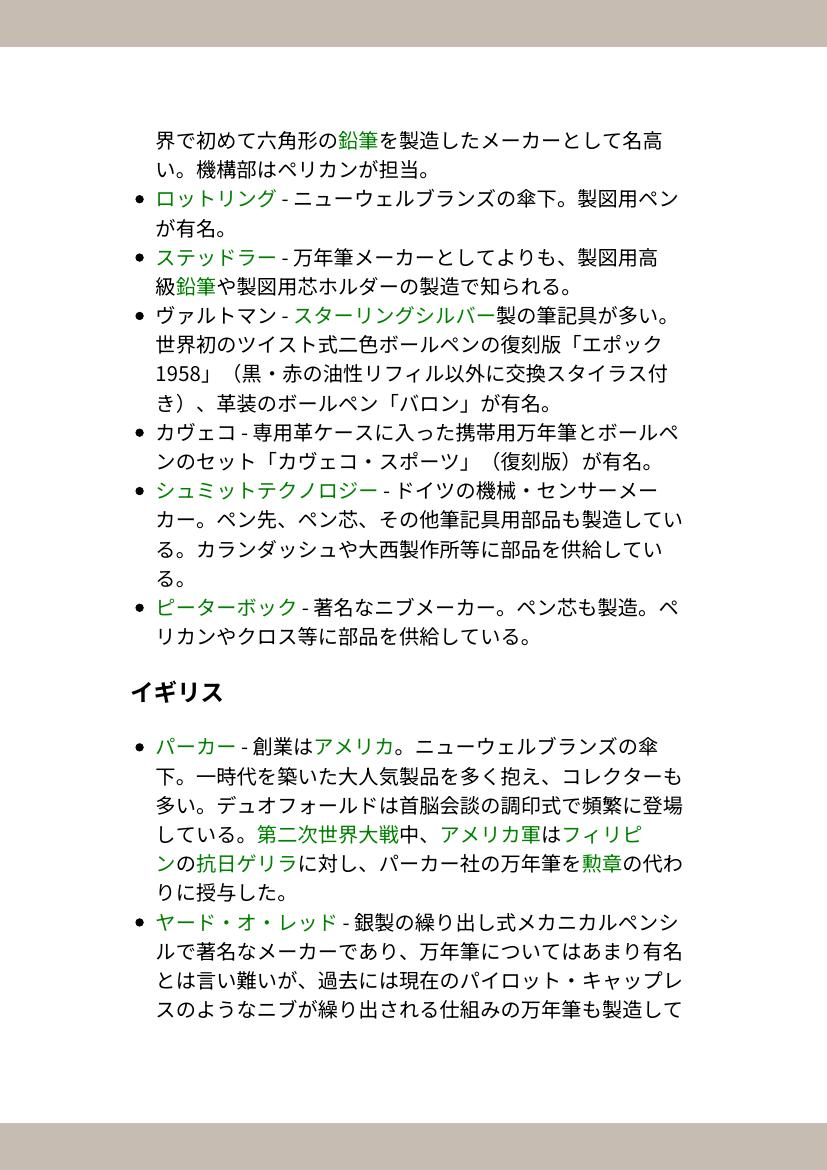 界で初めて六角形の鉛筆を製造したメーカーとして名高
い。機構部はペリカンが担当。
• ロットリング - ニューウェルブランズの傘下。製図用ペン
が有名。
• ステッドラー - 万年筆メーカーとしてよりも、製図用高
級鉛筆や製図用芯ホルダーの製造で知られる。
• ヴァルトマン - スターリングシルバー製の筆記具が多い。
世界初のツイスト式二色ボールペンの復刻版「エポック
1958」（黒・赤の油性リフィル以外に交換スタイラス付
き）、革装のボールペン「バロン」が有名。
• カヴェコ - 専用革ケースに入った携帯用万年筆とボールペ
ンのセット「カヴェコ・スポーツ」（復刻版）が有名。
• シュミットテクノロジー - ドイツの機械・センサーメー
カー。ペン先、ペン芯、その他筆記具用部品も製造してい
る。カランダッシュや大西製作所等に部品を供給してい
る。
• ピーターボック - 著名なニブメーカー。ペン芯も製造。ペ
リカンやクロス等に部品を供給している。
イギリス
• パーカー - 創業はアメリカ。ニューウェルブランズの傘
下。一時代を築いた大人気製品を多く抱え、コレクターも
多い。デュオフォールドは首脳会談の調印式で頻繁に登場
している。第二次世界大戦中、アメリカ軍はフィリピ
ンの抗日ゲリラに対し、パーカー社の万年筆を勲章の代わ
りに授与した。
• ヤード・オ・レッド - 銀製の繰り出し式メカニカルペンシ
ルで著名なメーカーであり、万年筆についてはあまり有名
とは言い難いが、過去には現在のパイロット・キャップレ
スのようなニブが繰り出される仕組みの万年筆も製造して